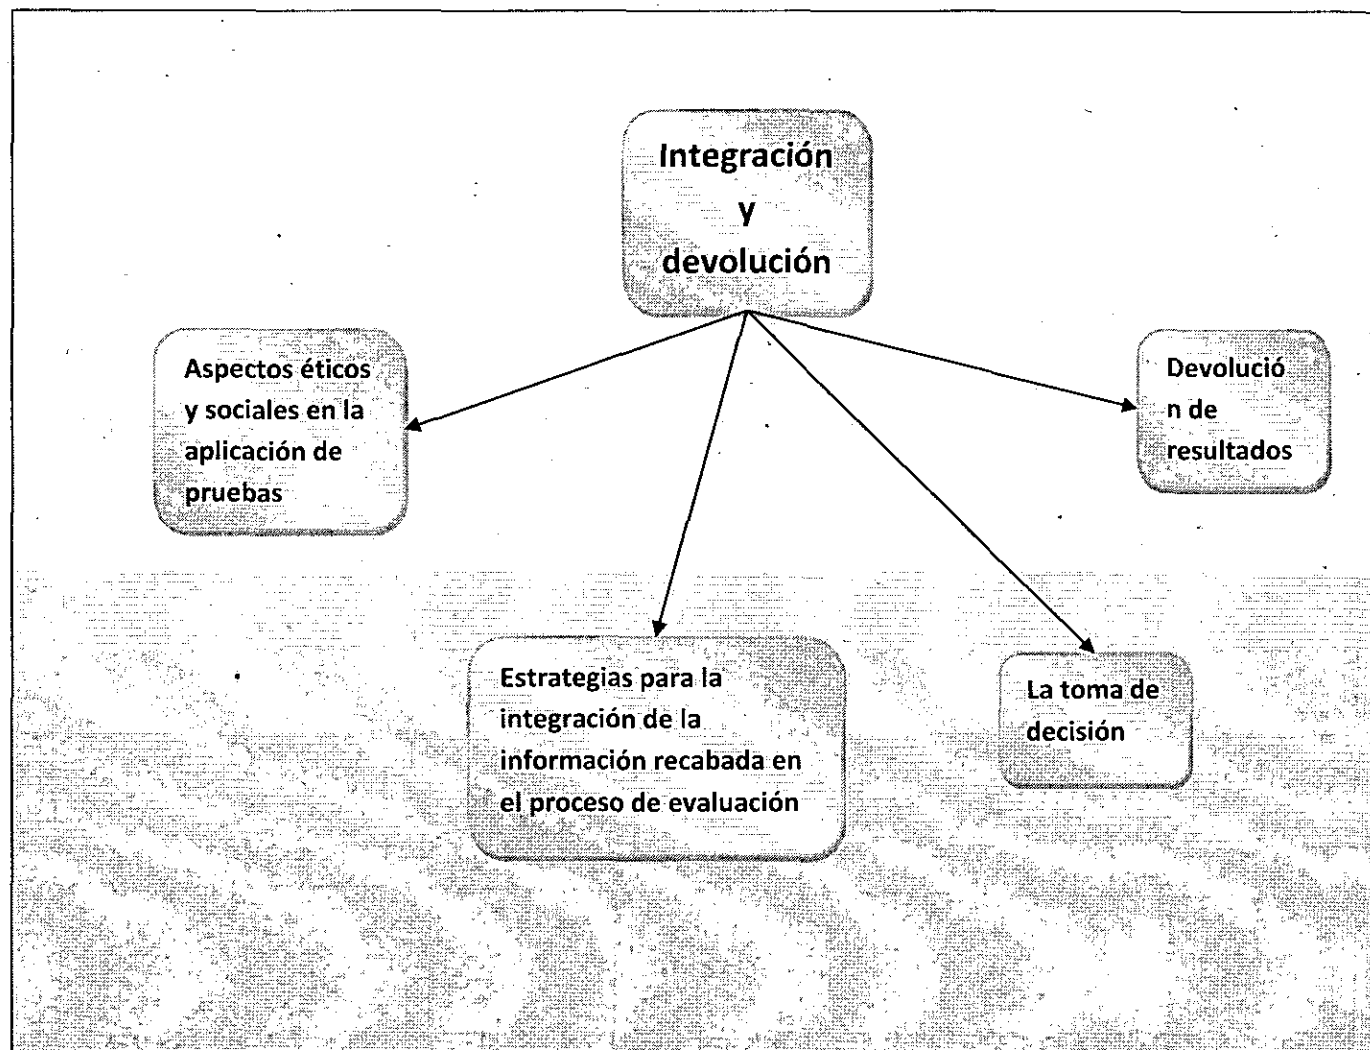 Integración
y
devolución
Aspectos éticos
y sociales en la
aplicación de
pruebas
Devolució
n de
resultados
Estrategias para la
integración de la
información recabada en
el proceso de evaluación
La toma de
decisión